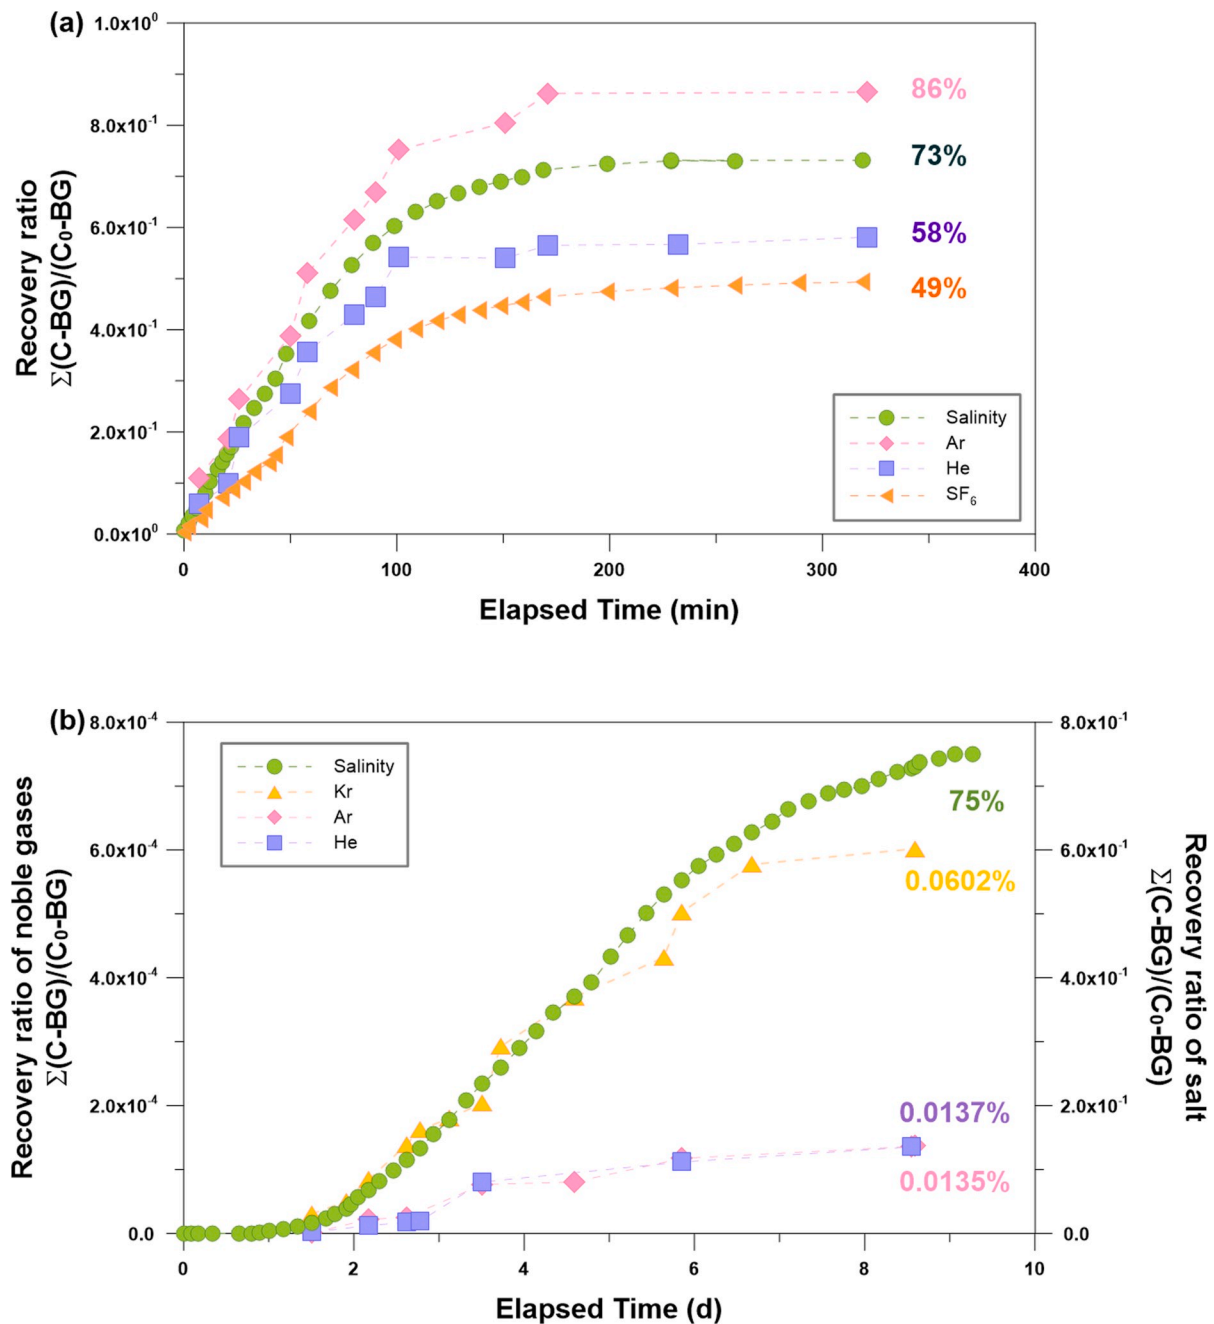 (a)
1.0x10⁰
8.0x10⁻¹
6.0x10⁻¹
4.0x10⁻¹
2.0x10⁻¹
0.0x10⁰
Recovery ratio
Σ(C-BG)/(C₀-BG)
86%
73%
58%
49%
Salinity
Ar
He
SF₆
0 100 200 300 400
Elapsed Time (min)
(b)
8.0x10⁻⁴
6.0x10⁻⁴
4.0x10⁻⁴
2.0x10⁻⁴
0.0
Recovery ratio of noble gases
Σ(C-BG)/(C₀-BG)
Salinity
Kr
Ar
He
75%
0.0602%
0.0137%
0.0135%
8.0x10⁻¹
6.0x10⁻¹
4.0x10⁻¹
2.0x10⁻¹
0.0
Recovery ratio of salt
Σ(C-BG)/(C₀-BG)
0 2 4 6 8 10
Elapsed Time (d)